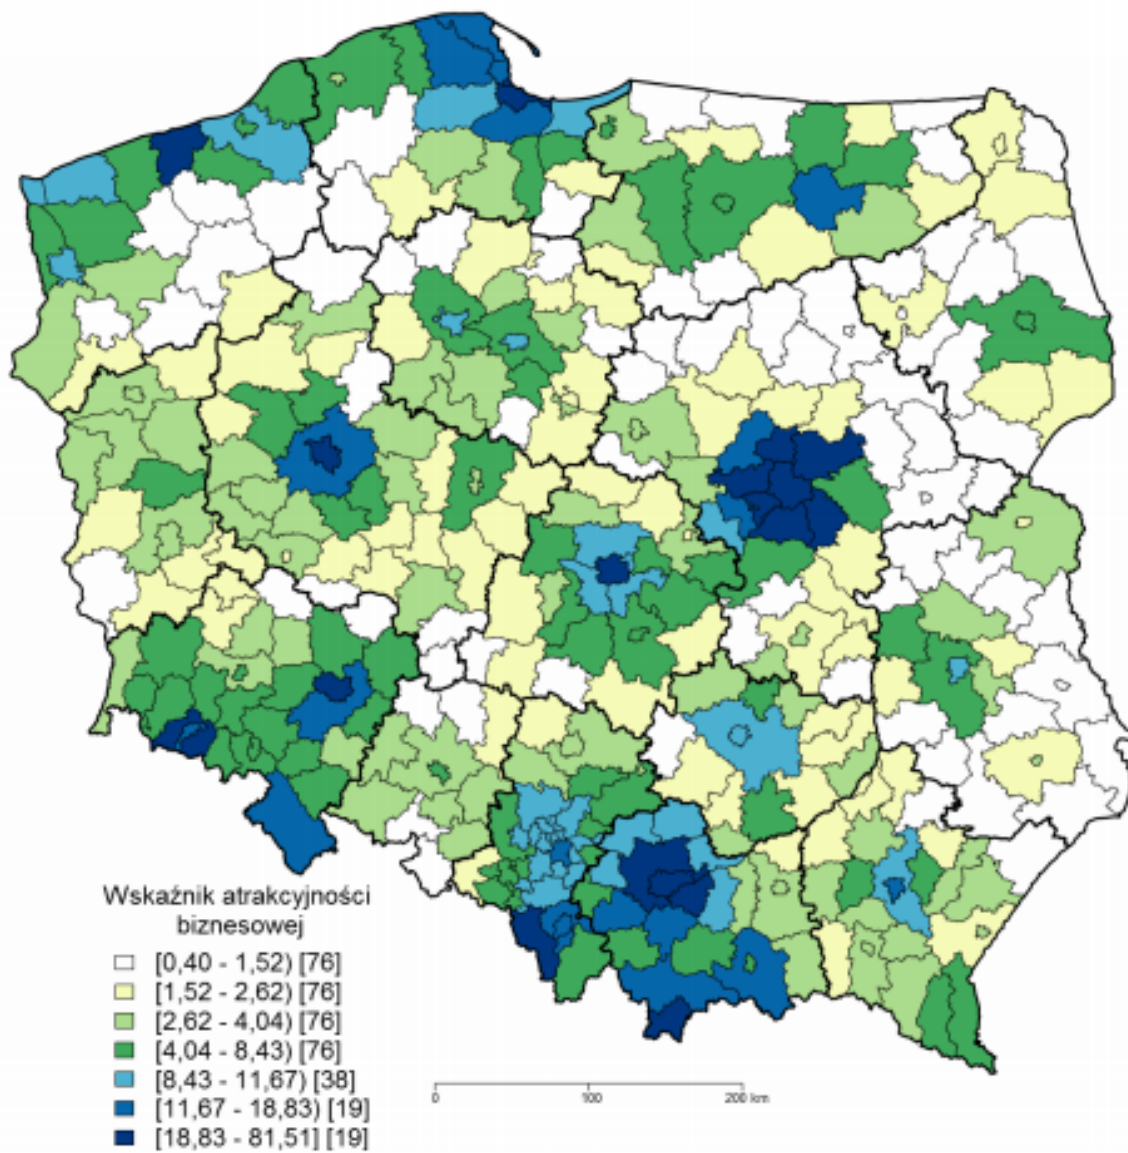 Wskaźnik atrakcyjności
biznesowej
[0,40 - 1,52) [76]
[1,52 - 2,62) [76]
[2,62 - 4,04) [76]
[4,04 - 8,43) [76]
[8,43 - 11,67) [38]
[11,67 - 18,83) [19]
[18,83 - 81,51] [19]
0 100 200 km